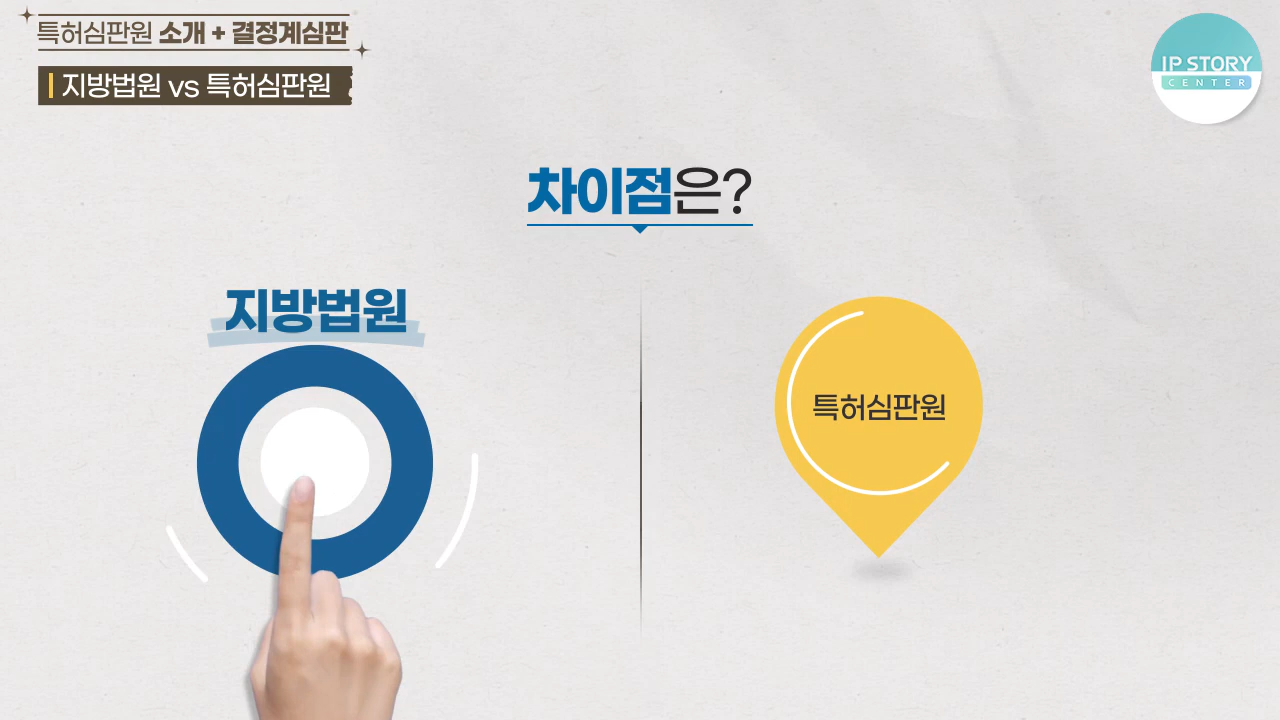 특허심판원 소개 + 결정계심판
지방법원 vs 특허심판원
IP STORY
CENTER
차이점은?
지방법원
특허심판원